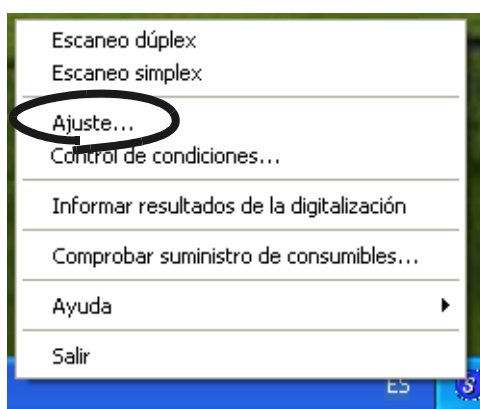 Escaneo dúplex
Escaneo simplex
Ajuste...
Control de condiciones...
Informar resultados de la digitalización
Comprobar suministro de consumibles...
Ayuda
Salir
ES
S